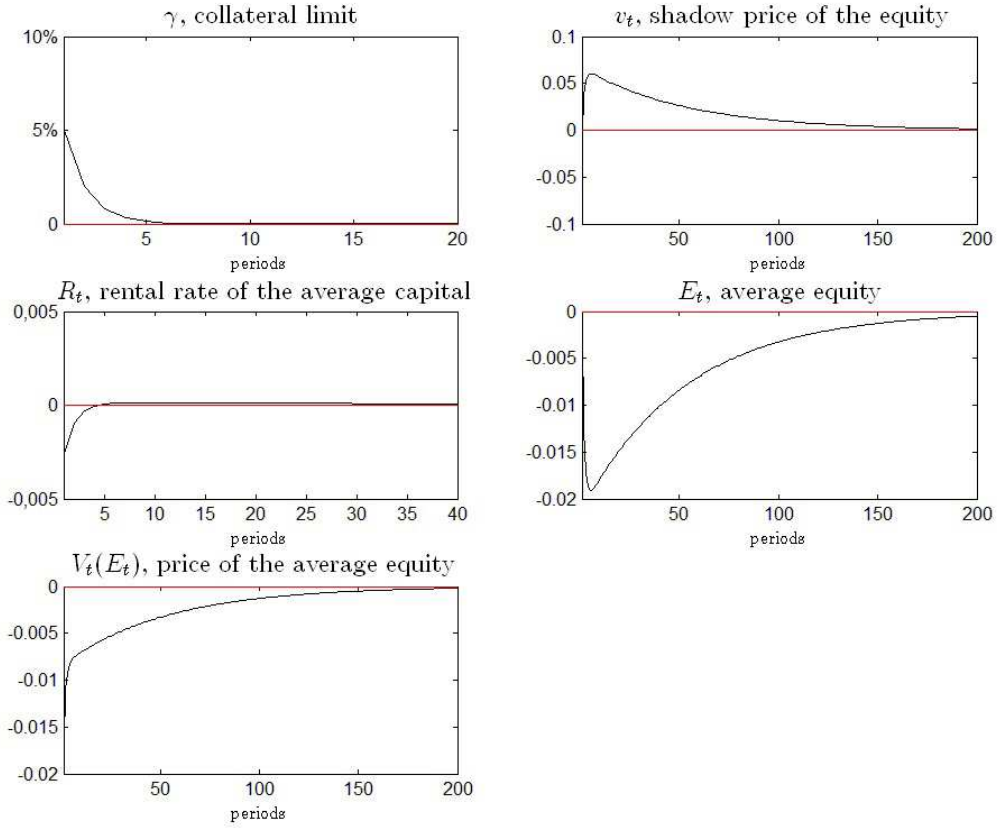 γ, collateral limit
10%
5%
0
5 10 15 20
periods
v_t, shadow price of the equity
0.1
0.05
0
-0.05
-0.1
50 100 150 200
periods
R_t, rental rate of the average capital
0,005
0
-0,005
5 10 15 20 25 30 35 40
periods
E_t, average equity
0
-0.005
-0.01
-0.015
-0.02
50 100 150 200
periods
V_t(E_t), price of the average equity
0
-0.005
-0.01
-0.015
-0.02
50 100 150 200
periods